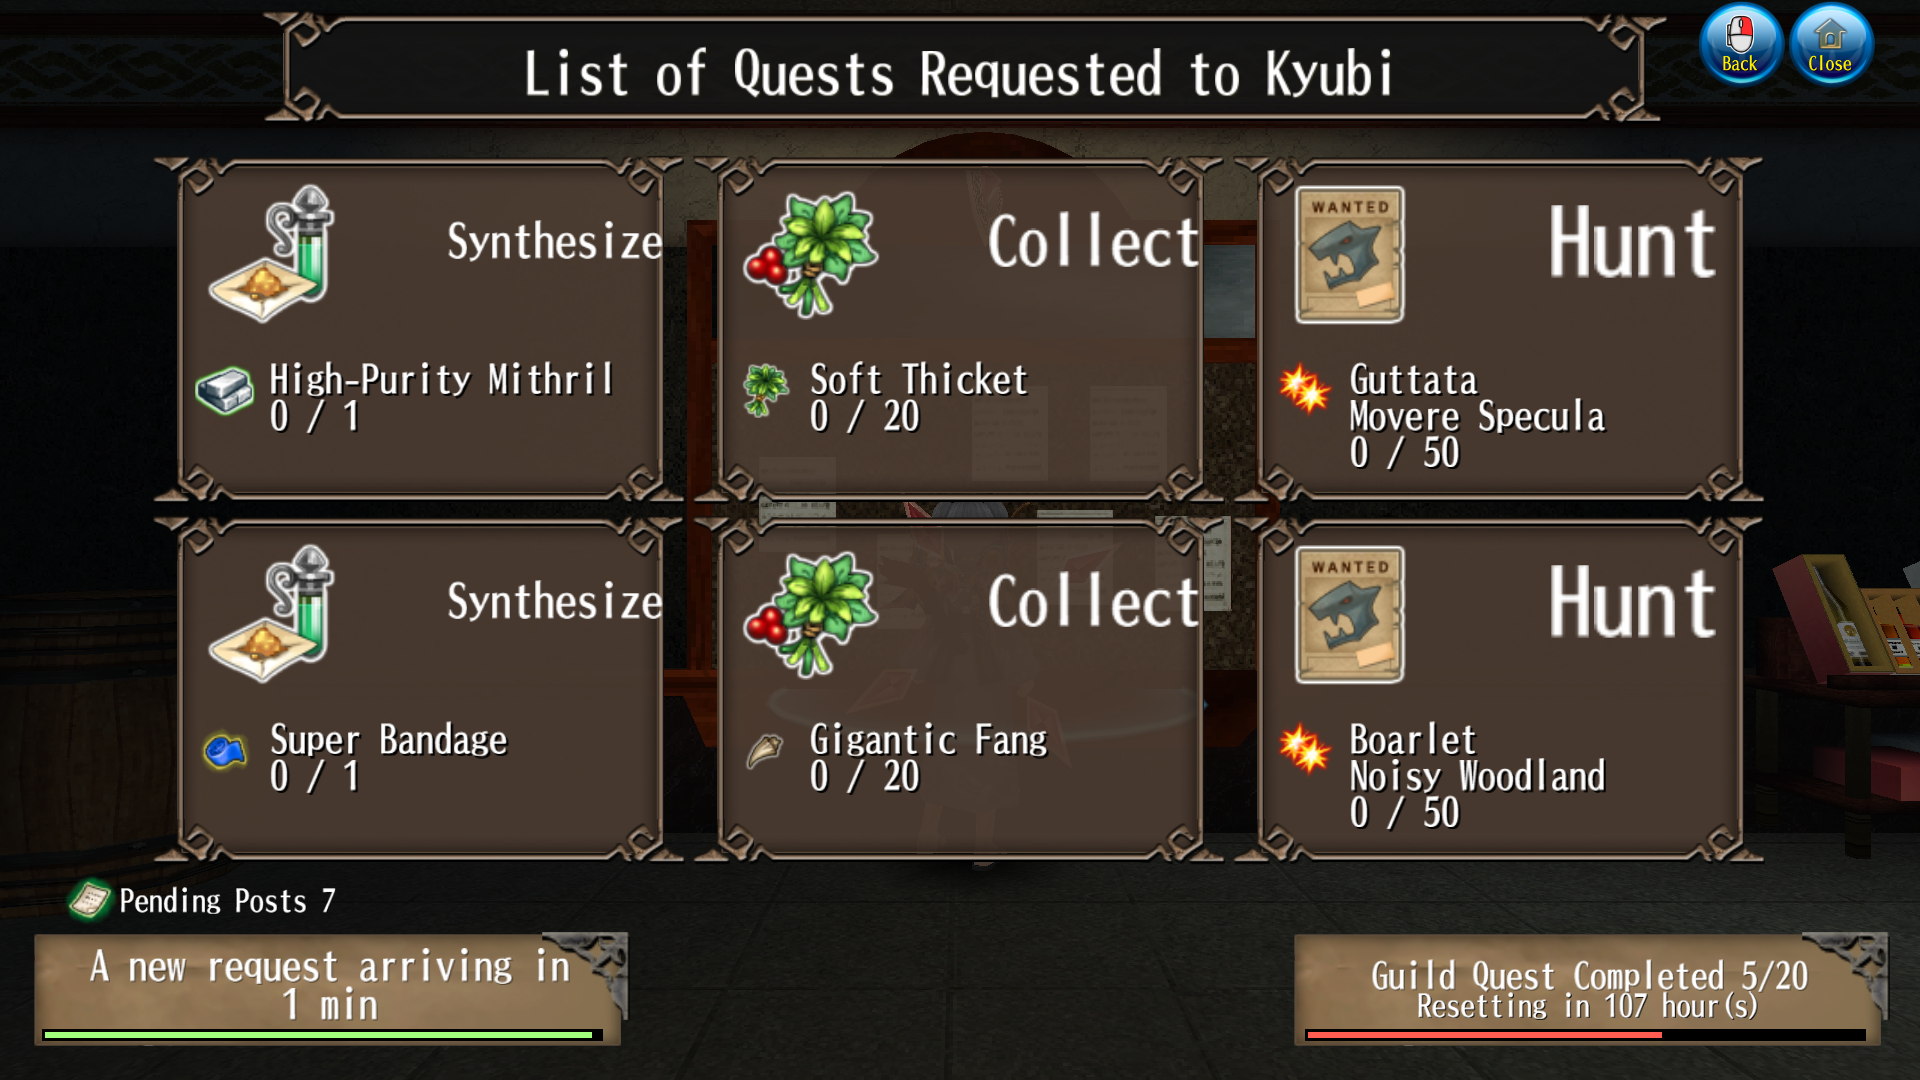 List of Quests Requested to Kyubi
Back
Close
Synthesize
High-Purity Mithril
0 / 1
Collect
Soft Thicket
0 / 20
WANTED
Hunt
Guttata
Movere Specula
0 / 50
Synthesize
Super Bandage
0 / 1
Collect
Gigantic Fang
0 / 20
WANTED
Hunt
Boarlet
Noisy Woodland
0 / 50
Pending Posts 7
A new request arriving in
1 min
Guild Quest Completed 5/20
Resetting in 107 hour(s)